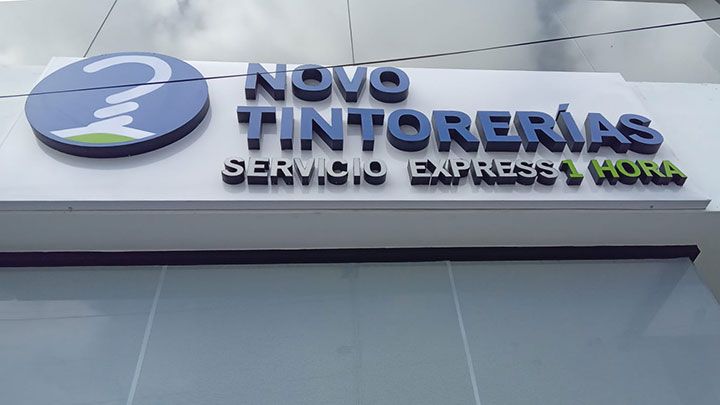 NOVO
TINTORERÍAS
SERVICIO EXPRESS 1 HORA